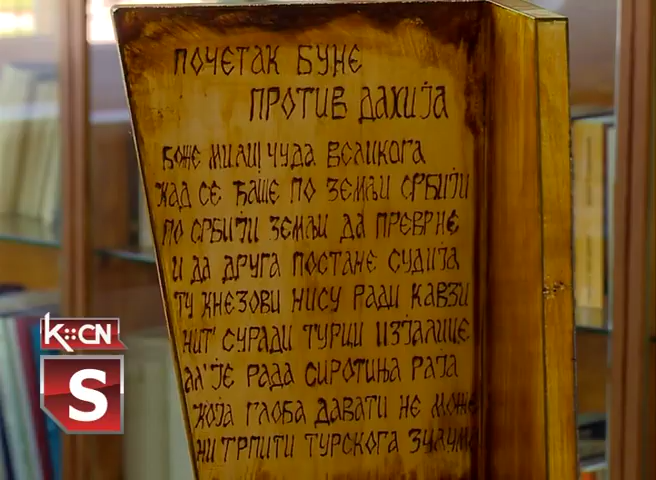 ПОЧЕТАК БУНЕ
ПРОТИВ ДАХИЈА
БОЖЕ МИЛИ! ЧУДА ВЕЛИКОГА
КАД СЕ ЋАШЕ ПО ЗЕМЉИ СРБИЈИ
ПО СРБИЈИ ЗЕМЉИ ДА ПРЕВРНЕ
И ДА ДРУГА ПОСТАНЕ СУДИЈА
ТУ КНЕЗОВИ НИСУ РАДИ КАВЗИ
НИТ' СУ РАДИ ТУРЦИ ИЗЈАЛИЦЕ
АЛ' ЈЕ РАДА СИРОТИЊА РАЈА
КОЈА ГЛОБА ДАВАТИ НЕ МОЖЕ
НИ ТРПИТИ ТУРСКОГА ЗУЛУМА
K::CN
S